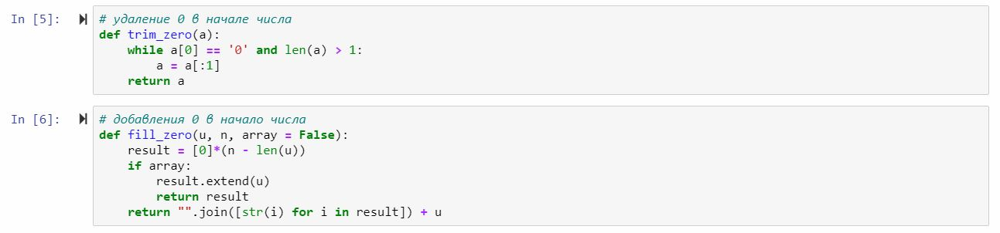 In [5]:
# удаление 0 в начале числа
def trim_zero(a):
    while a[0] == '0' and len(a) > 1:
        a = a[:1]
    return a
In [6]:
# добавления 0 в начало числа
def fill_zero(u, n, array = False):
    result = [0]*(n - len(u))
    if array:
        result.extend(u)
        return result
    return "".join([str(i) for i in result]) + u